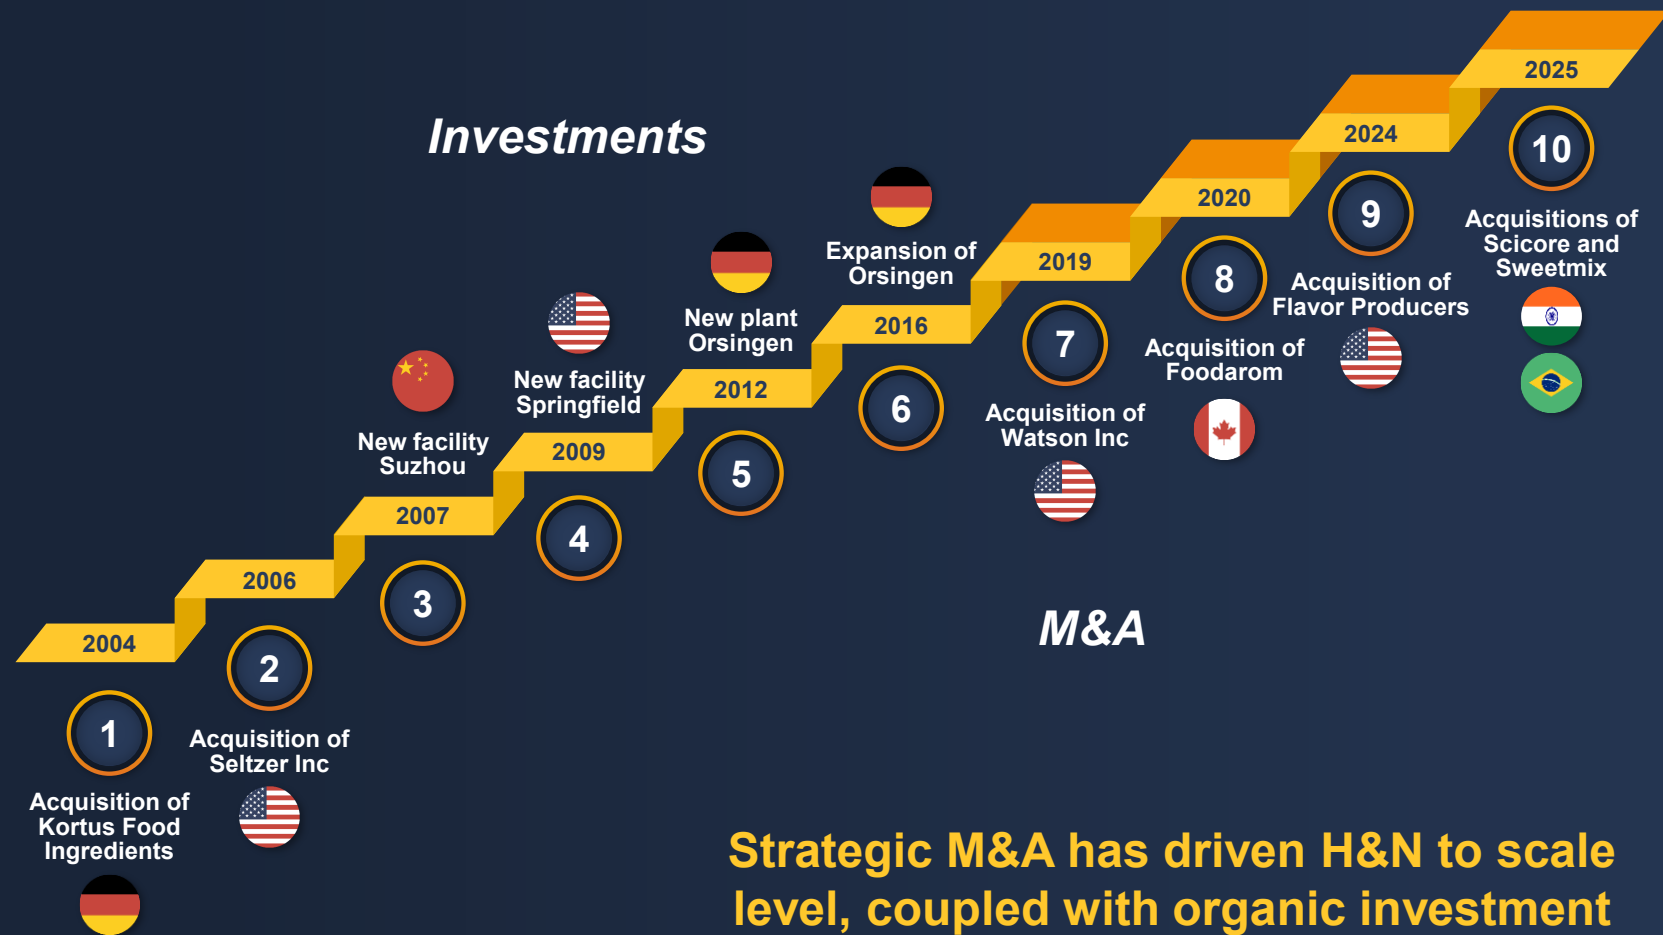 Investments
2004
1
Acquisition of
Kortus Food
Ingredients
2006
2
Acquisition of
Seltzer Inc
New facility
Suzhou
2007
3
New facility
Springfield
2009
4
New plant
Orsingen
2012
5
Expansion of
Orsingen
2016
6
2019
7
Acquisition of
Watson Inc
2020
8
Acquisition of
Foodarom
2024
9
Acquisition of
Flavor Producers
2025
10
Acquisitions of
Scicore and
Sweetmix
M&A
Strategic M&A has driven H&N to scale
level, coupled with organic investment